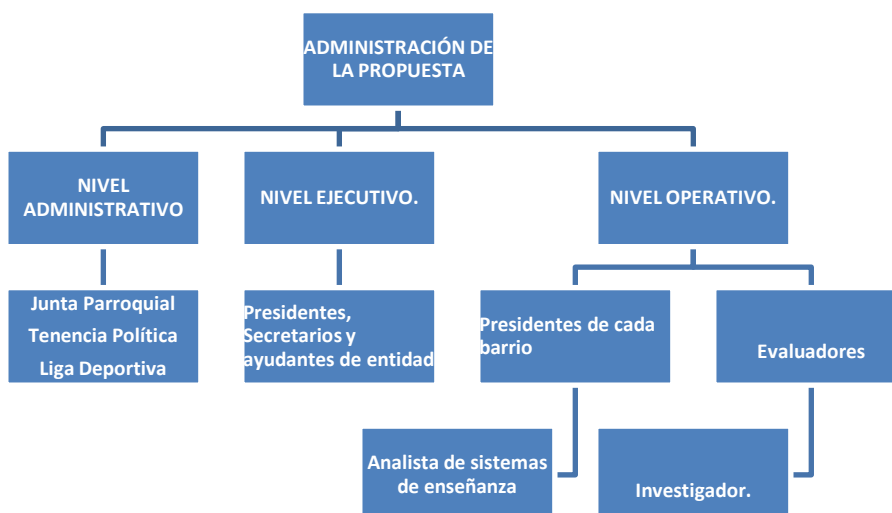 ADMINISTRACIÓN DE
LA PROPUESTA
NIVEL
ADMINISTRATIVO
NIVEL EJECUTIVO.
NIVEL OPERATIVO.
Junta Parroquial
Tenencia Política
Liga Deportiva
Presidentes,
Secretarios y
ayudantes de entidad
Presidentes de cada
barrio
Evaluadores
Analista de sistemas
de enseñanza
Investigador.